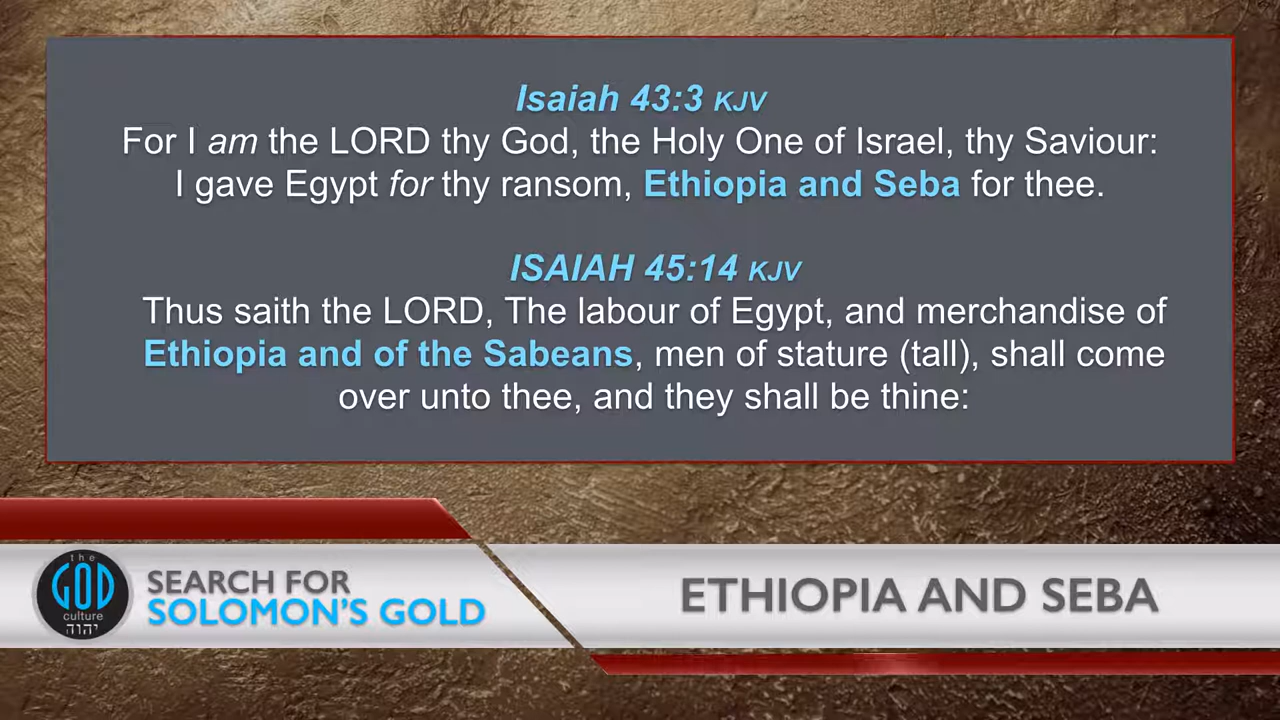 Isaiah 43:3 KJV
For I am the LORD thy God, the Holy One of Israel, thy Saviour:
I gave Egypt for thy ransom, Ethiopia and Seba for thee.
ISAIAH 45:14 KJV
Thus saith the LORD, The labour of Egypt, and merchandise of
Ethiopia and of the Sabeans, men of stature (tall), shall come
over unto thee, and they shall be thine:
the
GOD
culture
יהוה
SEARCH FOR
SOLOMON'S GOLD
ETHIOPIA AND SEBA